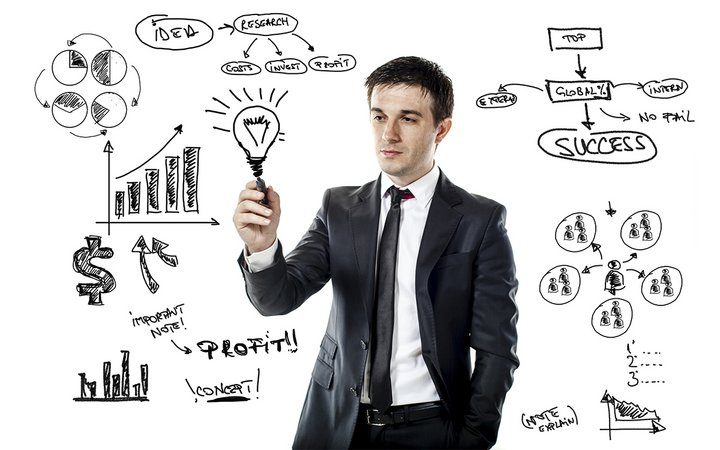 IDEA
RESEARCH
COSTS
INVEST
PROFIT
TOP
GLOBAL%
EXTERN
INTERN
NO FAIL
SUCCESS
$
IMPORTANT
NOTE!
PROFIT!!
!CONCEPT!
1
2
3
(NOTE
EXPLAIN)